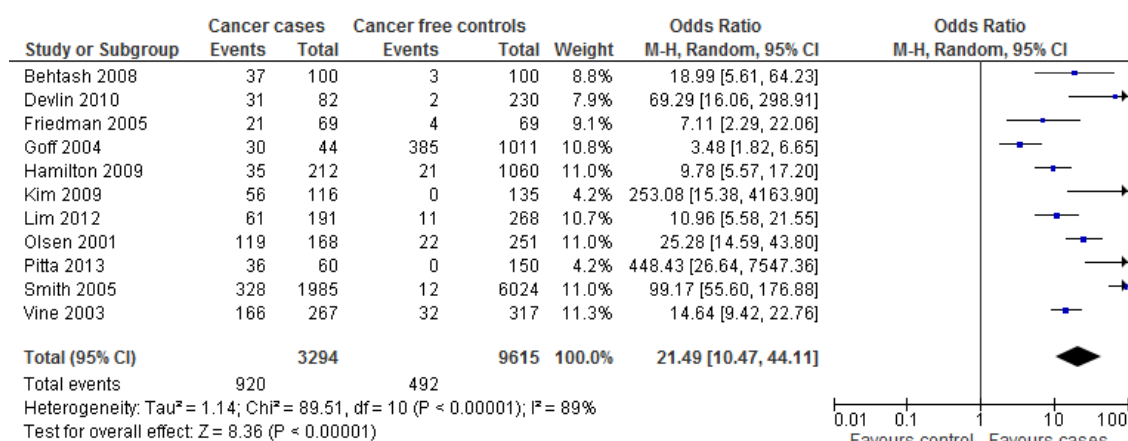 Cancer cases Cancer free controls Odds Ratio Odds Ratio
Study or Subgroup Events Total Events Total Weight M-H, Random, 95% CI M-H, Random, 95% CI
Behtash 2008 37 100 3 100 8.8% 18.99 [5.61, 64.23]
Devlin 2010 31 82 2 230 7.9% 69.29 [16.06, 298.91]
Friedman 2005 21 69 4 69 9.1% 7.11 [2.29, 22.06]
Goff 2004 30 44 385 1011 10.8% 3.48 [1.82, 6.65]
Hamilton 2009 35 212 21 1060 11.0% 9.78 [5.57, 17.20]
Kim 2009 56 116 0 135 4.2% 253.08 [15.38, 4163.90]
Lim 2012 61 191 11 268 10.7% 10.96 [5.58, 21.55]
Olsen 2001 119 168 22 251 11.0% 25.28 [14.59, 43.80]
Pitta 2013 36 60 0 150 4.2% 448.43 [26.64, 7547.36]
Smith 2005 328 1985 12 6024 11.0% 99.17 [55.60, 176.88]
Vine 2003 166 267 32 317 11.3% 14.64 [9.42, 22.76]
Total (95% CI) 3294 9615 100.0% 21.49 [10.47, 44.11]
Total events 920 492
Heterogeneity: Tau² = 1.14; Chi² = 89.51, df = 10 (P < 0.00001); I² = 89%
Test for overall effect: Z = 8.36 (P < 0.00001)
0.01 0.1 1 10 100
Favours control Favours cases